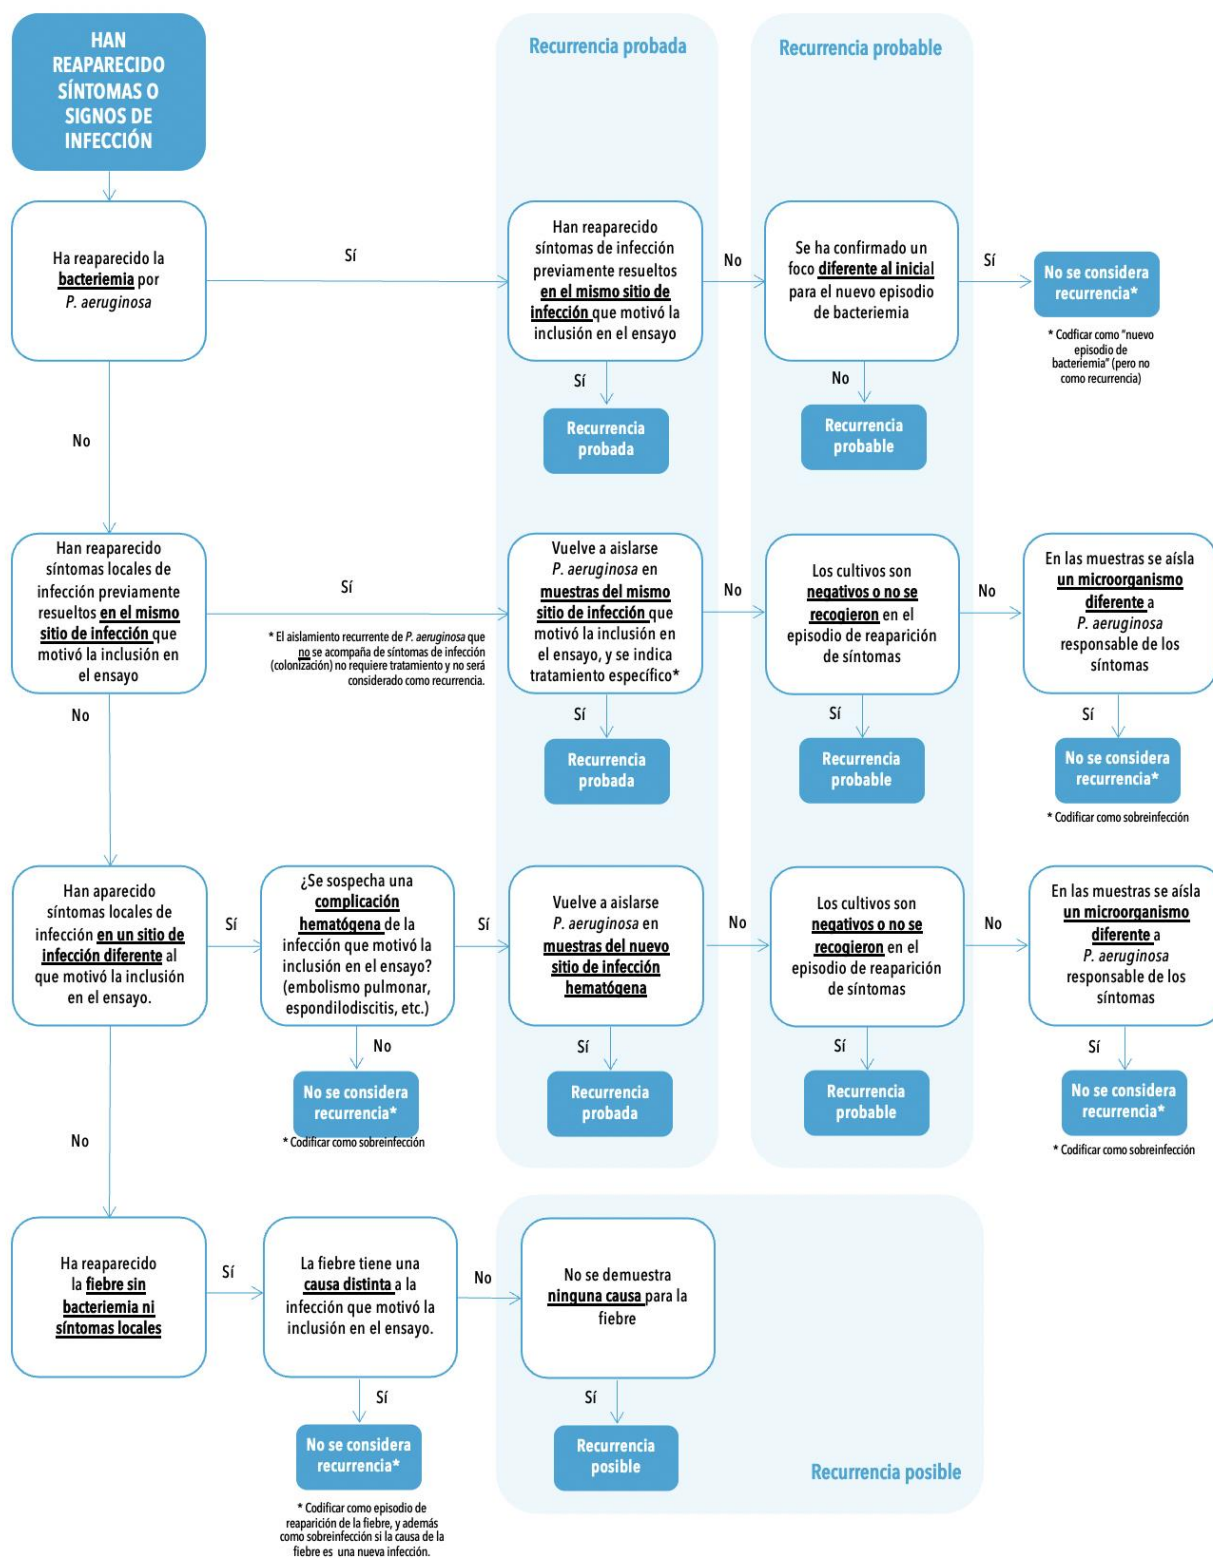 HAN
REAPARECIDO
SÍNTOMAS O
SIGNOS DE
INFECCIÓN
Recurrencia probada
Recurrencia probable
Ha reaparecido la
bacteriemia por
P. aeruginosa
Sí
Han reaparecido
síntomas de infección
previamente resueltos
en el mismo sitio de
infección que motivó la
inclusión en el ensayo
No
Se ha confirmado un
foco diferente al inicial
para el nuevo episodio
de bacteriemia
Sí
No se considera
recurrencia*
* Codficar como "nuevo
episodio de
bacteriemia" (pero no
como recurrencia)
Sí
Recurrencia
probada
No
Recurrencia
probable
No
Han reaparecido
síntomas locales de
infección previamente
resueltos en el mismo
sitio de infección que
motivó la inclusión en
el ensayo
Sí
* El aislamiento recurrente de P. aeruginosa que
no se acompaña de síntomas de infección
(colonización) no requiere tratamiento y no será
considerado como recurrencia.
Vuelve a aislarse
P. aeruginosa en
muestras del mismo
sitio de infección que
motivó la inclusión en
el ensayo, y se indica
tratamiento específico*
No
Los cultivos son
negativos o no se
recogieron en el
episodio de reaparición
de síntomas
No
En las muestras se aísla
un microorganismo
diferente a
P. aeruginosa
responsable de los
síntomas
Sí
Recurrencia
probada
Sí
Recurrencia
probable
Sí
No se considera
recurrencia*
* Codificar como sobreinfección
No
Han aparecido
síntomas locales de
infección en un sitio de
infección diferente al
que motivó la inclusión
en el ensayo.
Sí
¿Se sospecha una
complicación
hematógena de la
infección que motivó la
inclusión en el ensayo?
(embolismo pulmonar,
espondilodiscitis, etc.)
Sí
Vuelve a aislarse
P. aeruginosa en
muestras del nuevo
sitio de infección
hematógena
No
Los cultivos son
negativos o no se
recogieron en el
episodio de reaparición
de síntomas
No
En las muestras se aísla
un microorganismo
diferente a
P. aeruginosa
responsable de los
síntomas
No
No se considera
recurrencia*
* Codificar como sobreinfección
Sí
Recurrencia
probada
Sí
Recurrencia
probable
Sí
No se considera
recurrencia*
* Codificar como sobreinfección
No
Ha reaparecido
la fiebre sin
bacteriemia ni
síntomas locales
Sí
La fiebre tiene una
causa distinta a la
infección que motivó la
inclusión en el ensayo.
No
No se demuestra
ninguna causa para la
fiebre
Sí
No se considera
recurrencia*
* Codificar como episodio de
reaparición de la fiebre, y además
como sobreinfección si la causa de la
fiebre es una nueva infección.
Sí
Recurrencia
posible
Recurrencia posible